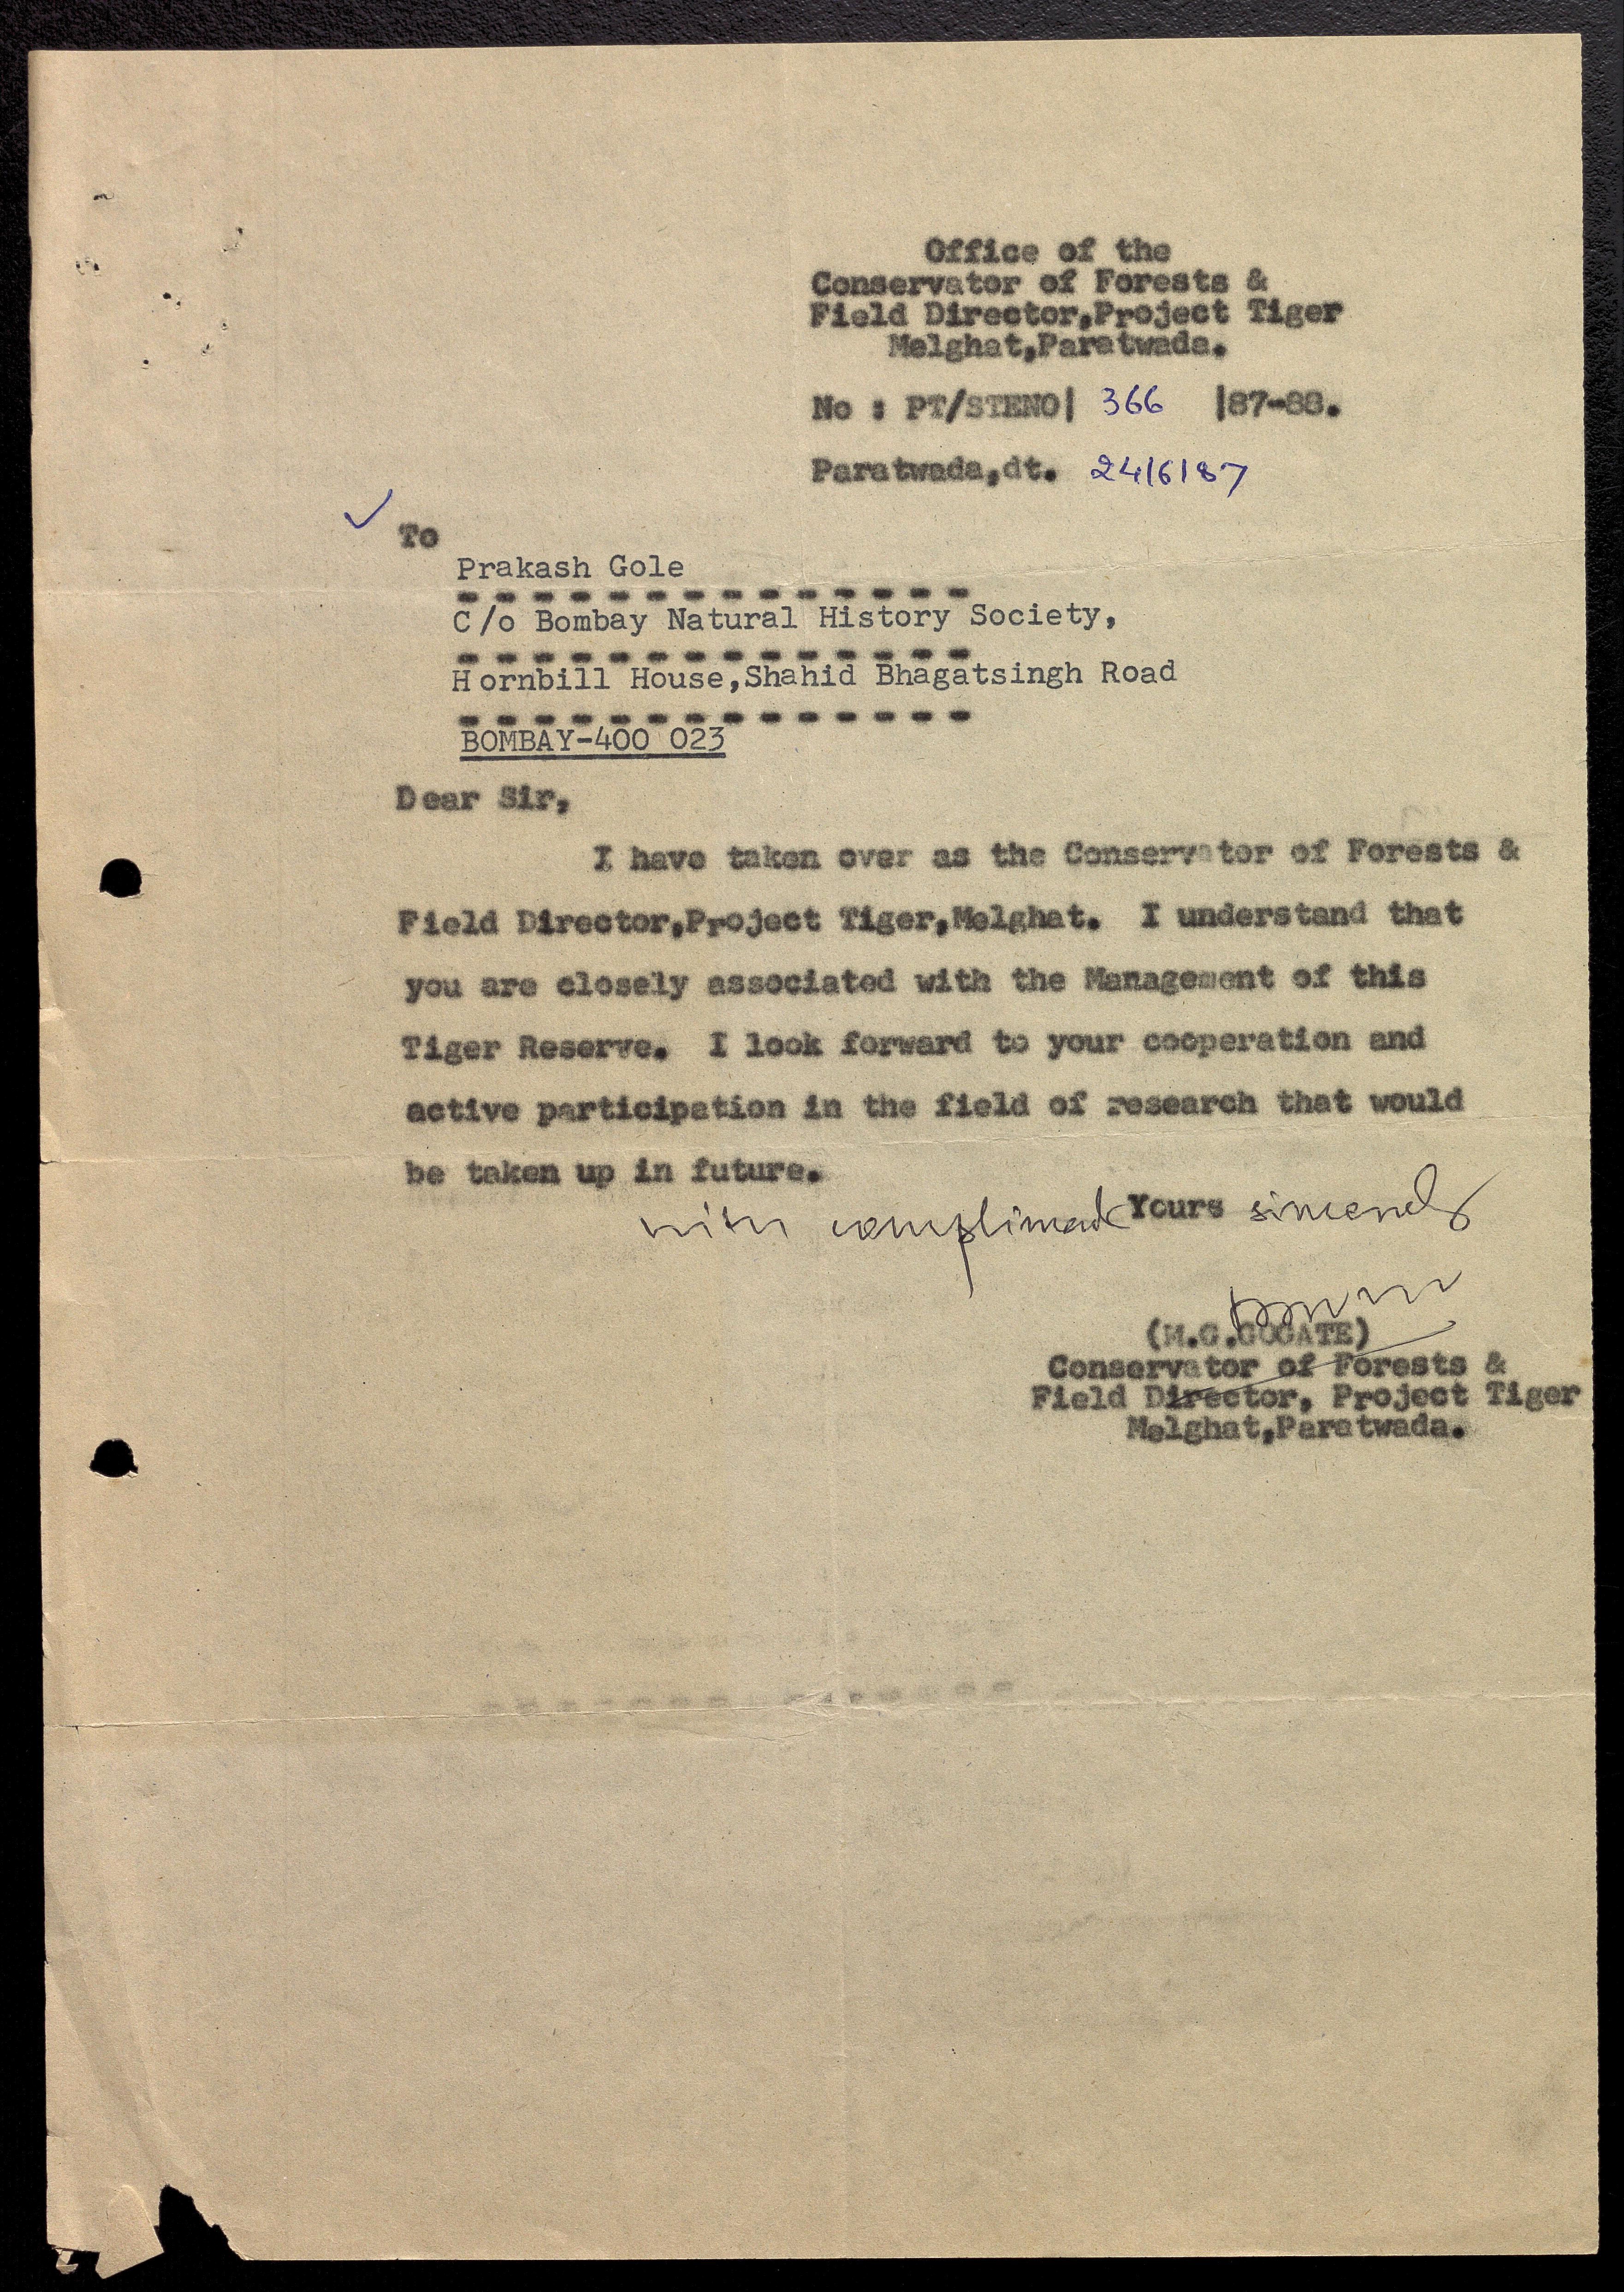 Office of the
Conservator of Forests &
Field Director,Project Tiger
Melghat,Paratwada.
No : PT/STENO| 366 |87-88.
Paratwada,dt. 24/6/87
To
Prakash Gole
C/o Bombay Natural History Society,
Hornbill House,Shahid Bhagatsingh Road
BOMBAY-400 023
Dear Sir,
I have taken over as the Conservator of Forests &
Field Director,Project Tiger,Melghat. I understand that
you are closely associated with the Management of this
Tiger Reserve. I look forward to your cooperation and
active participation in the field of research that would
be taken up in future.
with compliments Yours sincerely
(M.G.GOGATE)
Conservator of Forests &
Field Director, Project Tiger
Melghat,Paratwada.